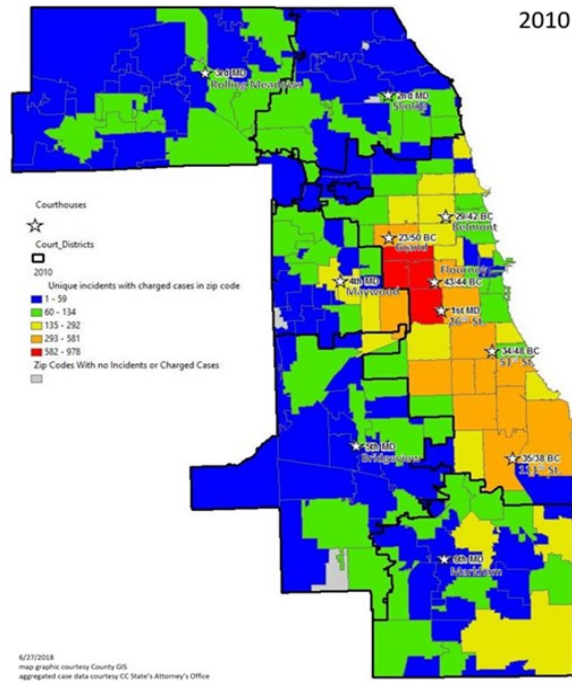 2010
3rd MD
Rolling Meadows
2nd MD
Skokie
Courthouses
Court_Districts
2010
Unique incidents with charged cases in zip code
1 - 59
60 - 134
135 - 292
293 - 581
582 - 978
Zip Codes With no Incidents or Charged Cases
29/42 BC
Belmont
23/50 BC
Grand
Flournoy
43/44 BC
4th MD
Maywood
1st MD
26th St.
34/48 BC
51st St.
5th MD
Bridgeview
35/38 BC
111th St.
6th MD
Markham
6/27/2018
map graphic courtesy County GIS
aggregated case data courtesy CC State's Attorney's Office